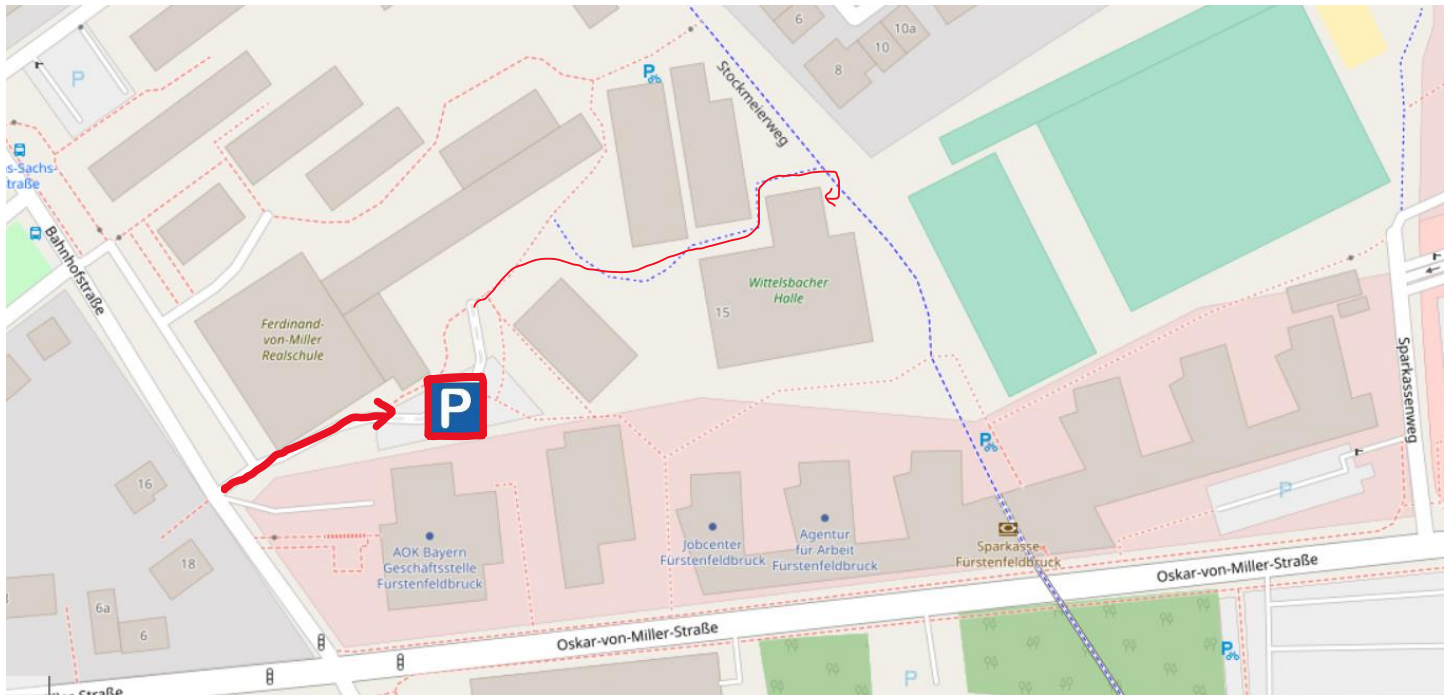 6
10a
10
8
P
P
Stockmeierweg
s-Sachs-
traße
Bahnhofstraße
Wittelsbacher
Halle
15
Ferdinand-
von-Miller
Realschule
P
Sparkassenweg
16
P
AOK Bayern
Geschäftsstelle
Fürstenfeldbruck
Jobcenter
Fürstenfeldbruck
Agentur
für Arbeit
Fürstenfeldbruck
Sparkasse
Fürstenfeldbruck
P
18
6a
6
Oskar-von-Miller-Straße
Oskar-von-Miller-Straße
P
P
ller-Straße